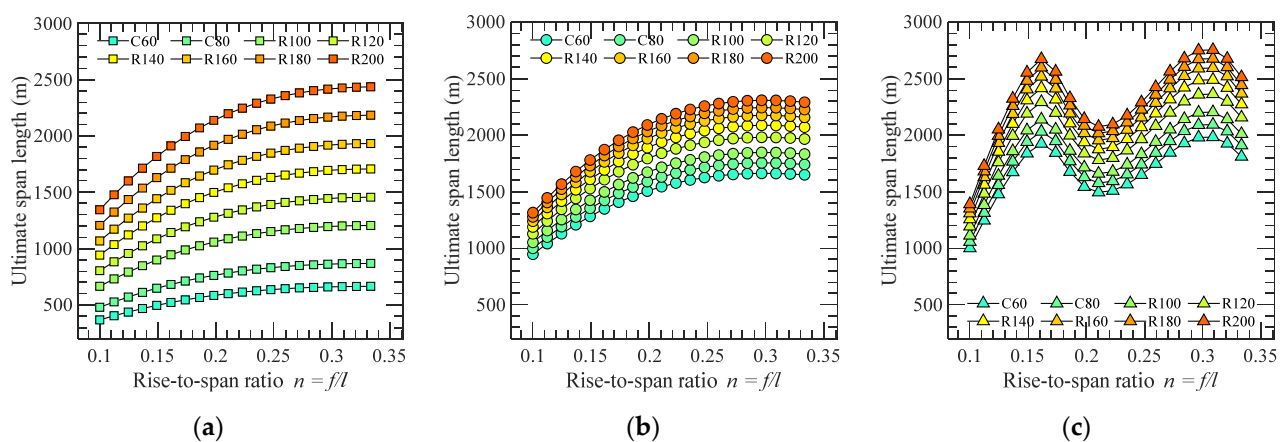 Ultimate span length (m)
3000
2500
2000
1500
1000
500
C60 C80 R100 R120
R140 R160 R180 R200
0.1 0.15 0.2 0.25 0.3 0.35
Rise-to-span ratio n = f/l
(a)
Ultimate span length (m)
3000
2500
2000
1500
1000
500
C60 C80 R100 R120
R140 R160 R180 R200
0.1 0.15 0.2 0.25 0.3 0.35
Rise-to-span ratio n = f/l
(b)
Ultimate span length (m)
3000
2500
2000
1500
1000
500
C60 C80 R100 R120
R140 R160 R180 R200
0.1 0.15 0.2 0.25 0.3 0.35
Rise-to-span ratio n = f/l
(c)